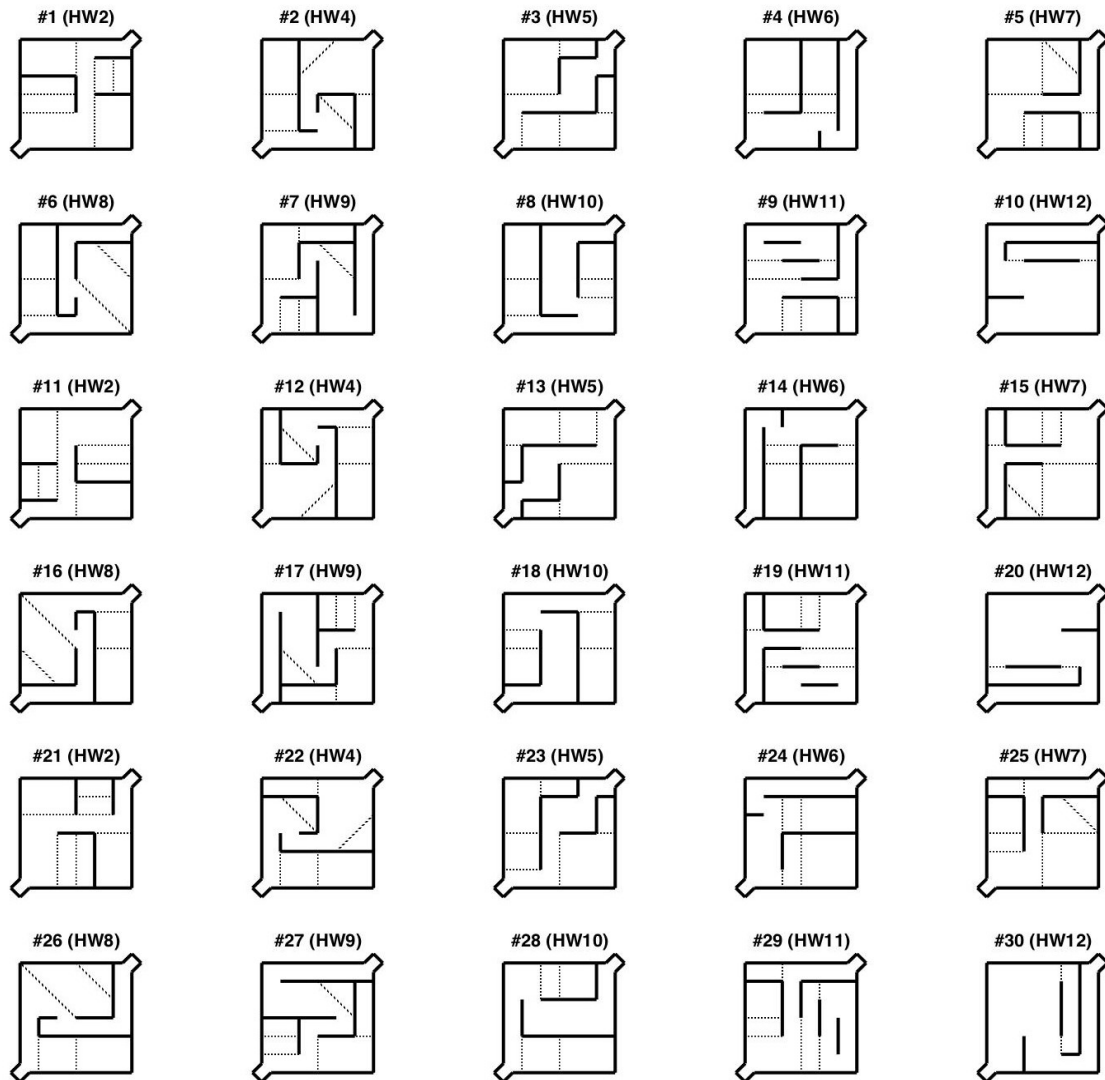 #1 (HW2) #2 (HW4) #3 (HW5) #4 (HW6) #5 (HW7)
#6 (HW8) #7 (HW9) #8 (HW10) #9 (HW11) #10 (HW12)
#11 (HW2) #12 (HW4) #13 (HW5) #14 (HW6) #15 (HW7)
#16 (HW8) #17 (HW9) #18 (HW10) #19 (HW11) #20 (HW12)
#21 (HW2) #22 (HW4) #23 (HW5) #24 (HW6) #25 (HW7)
#26 (HW8) #27 (HW9) #28 (HW10) #29 (HW11) #30 (HW12)